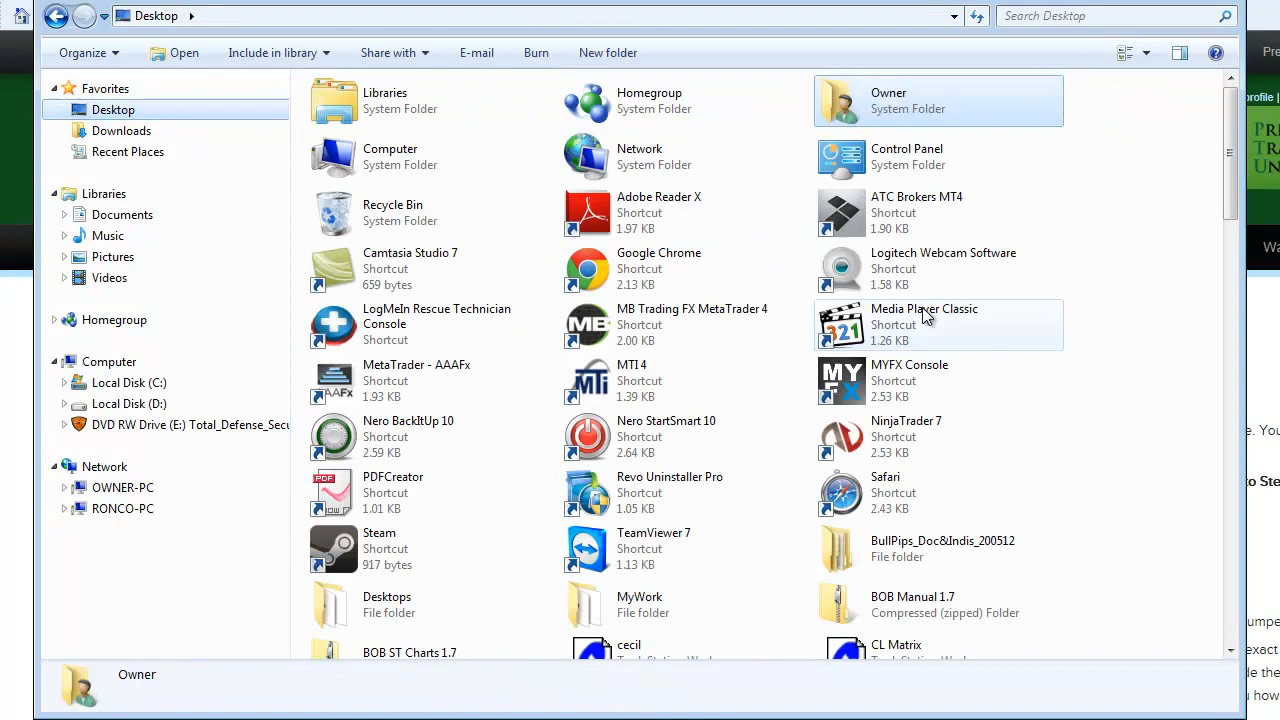 Desktop
Search Desktop
Organize
Open
Include in library
Share with
E-mail
Burn
New folder
Favorites
Desktop
Downloads
Recent Places
Libraries
Documents
Music
Pictures
Videos
Homegroup
Computer
Local Disk (C:)
Local Disk (D:)
DVD RW Drive (E:) Total_Defense_Secu
Network
OWNER-PC
RONCO-PC
Libraries
System Folder
Homegroup
System Folder
Owner
System Folder
Computer
System Folder
Network
System Folder
Control Panel
System Folder
Recycle Bin
System Folder
Adobe Reader X
Shortcut
1.97 KB
ATC Brokers MT4
Shortcut
1.90 KB
Camtasia Studio 7
Shortcut
659 bytes
Google Chrome
Shortcut
2.13 KB
Logitech Webcam Software
Shortcut
1.58 KB
LogMeIn Rescue Technician
Console
Shortcut
MB Trading FX MetaTrader 4
Shortcut
2.00 KB
Media Player Classic
Shortcut
1.26 KB
MetaTrader - AAAFx
Shortcut
1.93 KB
MTI 4
Shortcut
1.39 KB
MYFX Console
Shortcut
2.53 KB
Nero BackItUp 10
Shortcut
2.59 KB
Nero StartSmart 10
Shortcut
2.64 KB
NinjaTrader 7
Shortcut
2.53 KB
PDFCreator
Shortcut
1.01 KB
Revo Uninstaller Pro
Shortcut
1.05 KB
Safari
Shortcut
2.43 KB
Steam
Shortcut
917 bytes
TeamViewer 7
Shortcut
1.13 KB
BullPips_Doc&Indis_200512
File folder
Desktops
File folder
MyWork
File folder
BOB Manual 1.7
Compressed (zipped) Folder
BOB ST Charts 1.7
cecil
CL Matrix
Owner
profile |